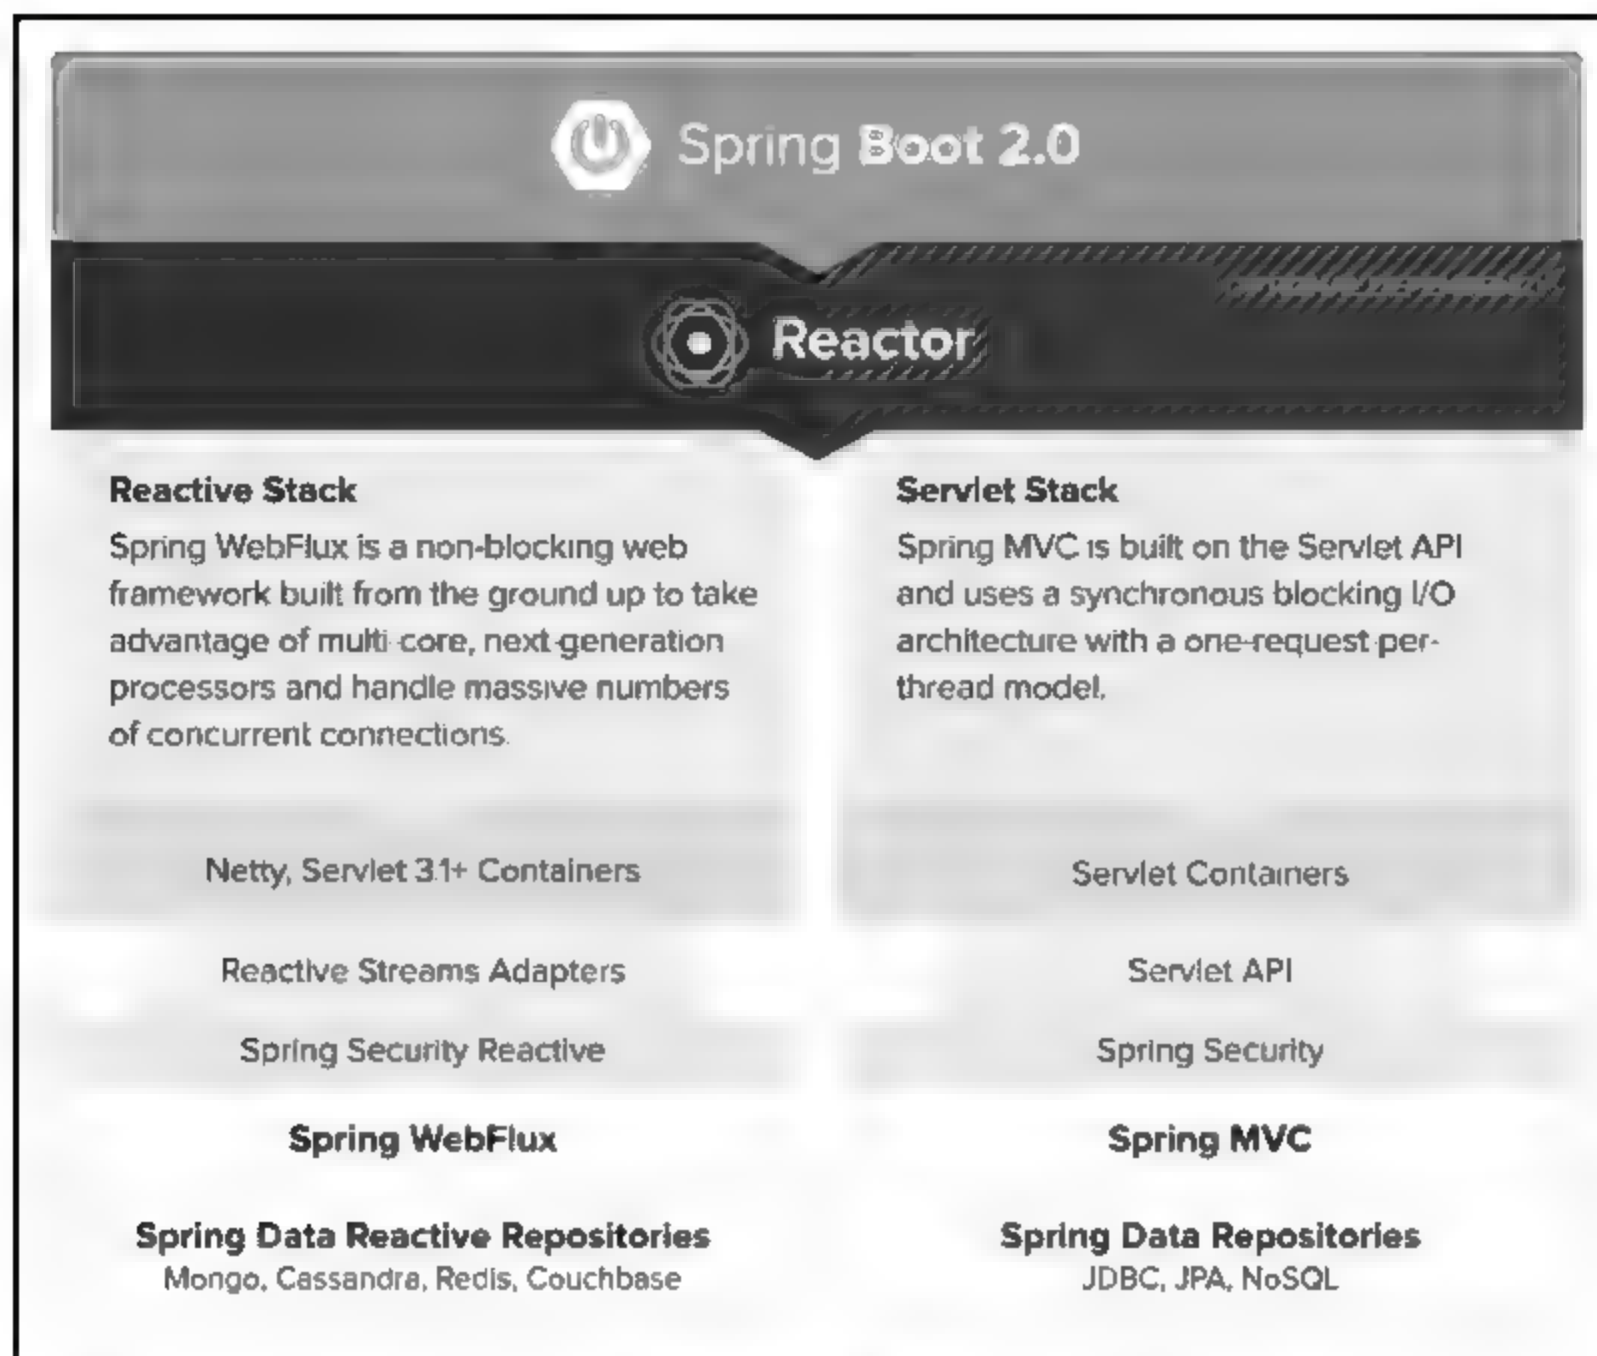 Spring Boot 2.0
Reactor
Reactive Stack
Spring WebFlux is a non-blocking web
framework built from the ground up to take
advantage of multi-core, next-generation
processors and handle massive numbers
of concurrent connections.
Netty, Servlet 3.1+ Containers
Reactive Streams Adapters
Spring Security Reactive
Spring WebFlux
Spring Data Reactive Repositories
Mongo, Cassandra, Redis, Couchbase
Servlet Stack
Spring MVC is built on the Servlet API
and uses a synchronous blocking I/O
architecture with a one-request-per-
thread model.
Servlet Containers
Servlet API
Spring Security
Spring MVC
Spring Data Repositories
JDBC, JPA, NoSQL